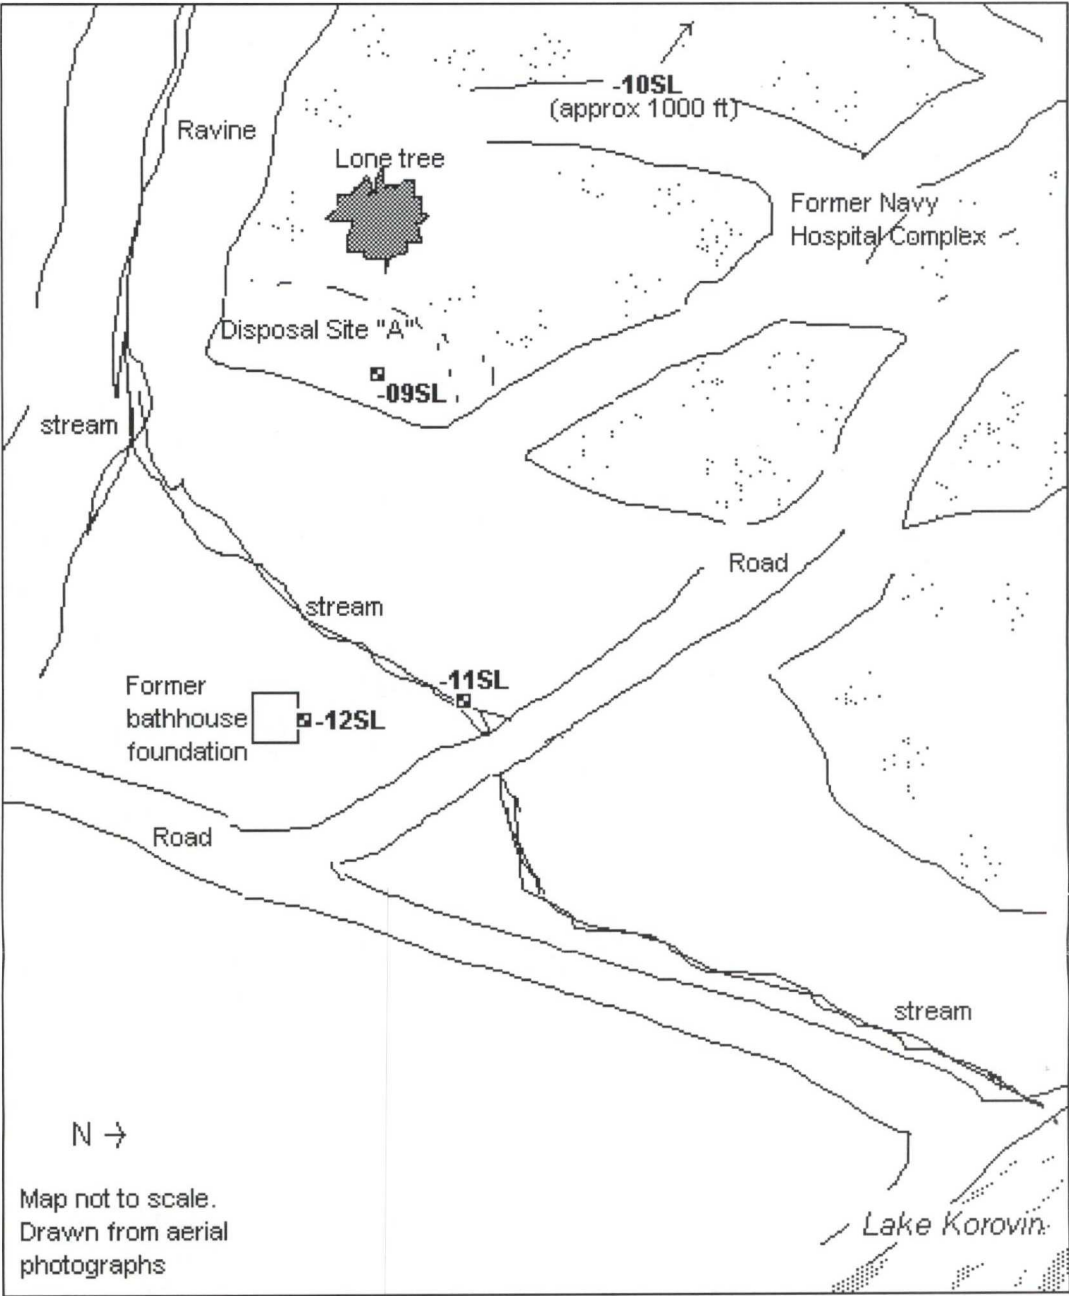 -10SL
(approx 1000 ft)
Ravine
Lone tree
Former Navy
Hospital Complex
Disposal Site "A"
-09SL
stream
Road
stream
-11SL
Former
bathhouse
foundation
-12SL
Road
stream
N →
Map not to scale.
Drawn from aerial
photographs
Lake Korovin